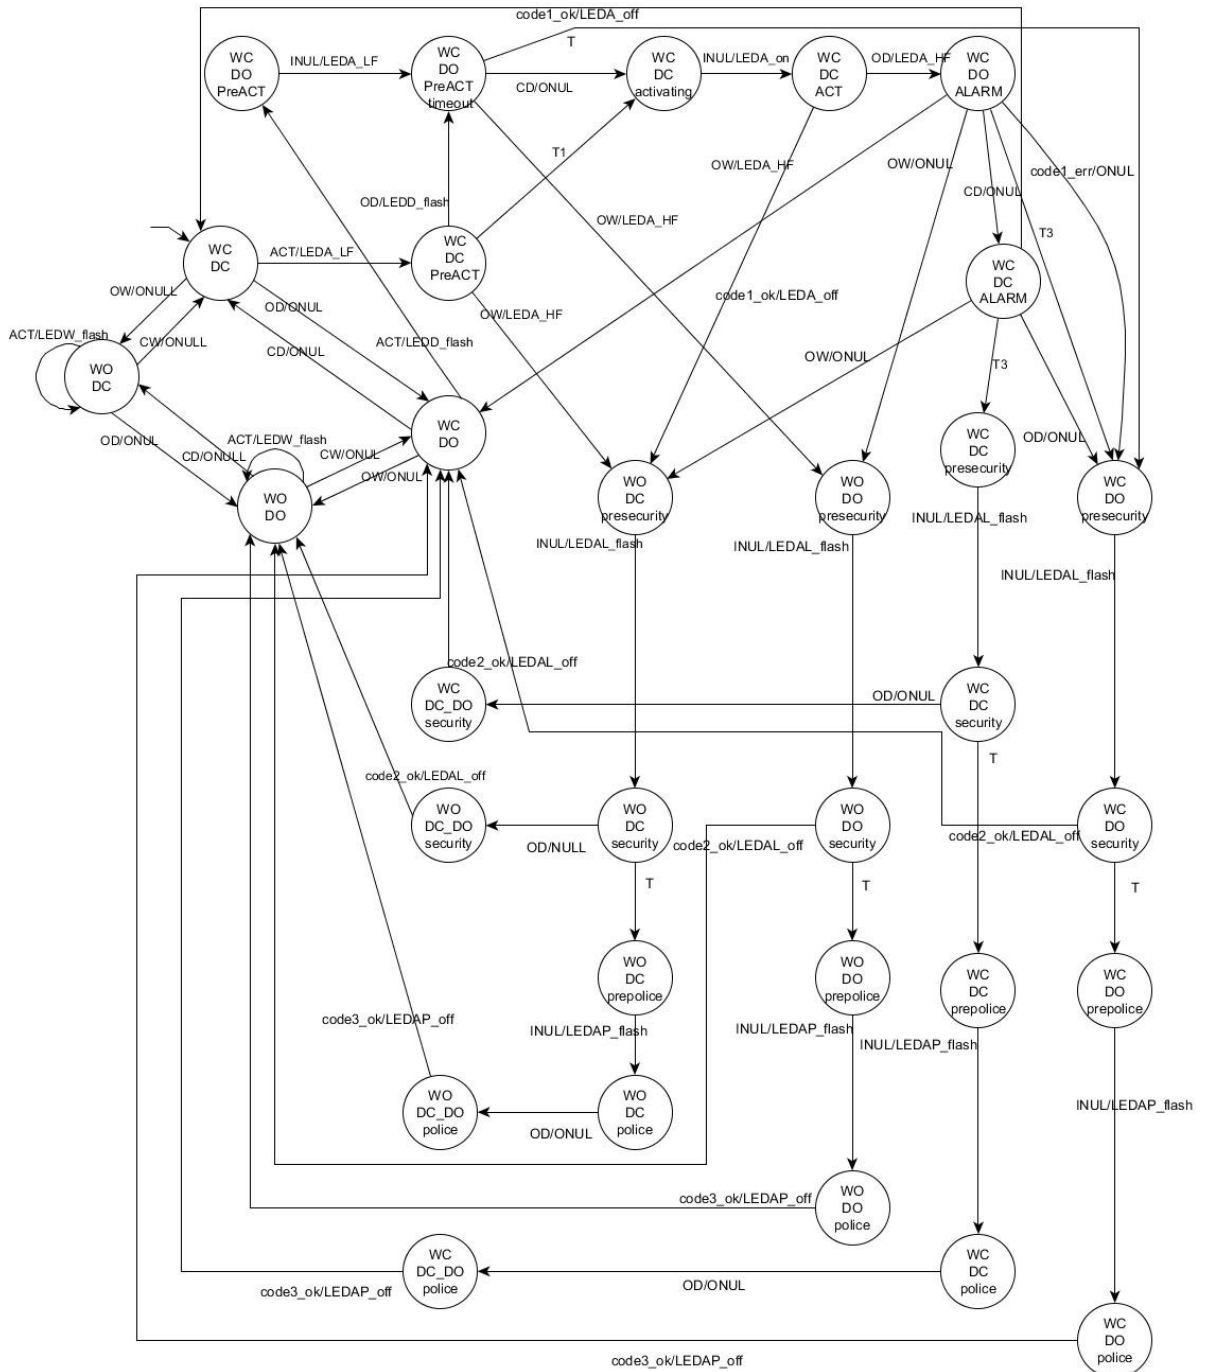 code1_ok/LEDA_off
T
WC
DO
PreACT
INUL/LEDA_LF
WC
DO
PreACT
timeout
CD/ONUL
WC
DC
activating
INUL/LEDA_on
WC
DC
ACT
OD/LEDA_HF
WC
DO
ALARM
T1
OW/LEDA_HF
OW/ONUL
code1_err/ONUL
CD/ONUL
OD/LEDD_flash
OW/LEDA_HF
T3
WC
DC
ACT/LEDA_LF
WC
DC
PreACT
WC
DC
ALARM
OW/ONULL
OD/ONUL
code1_ok/LEDA_off
OW/LEDA_HF
ACT/LEDW_flash
CW/ONULL
CD/ONUL
ACT/LEDD_flash
OW/ONUL
T3
WO
DC
WC
DO
OD/ONUL
CD/ONULL
ACT/LEDW_flash
CW/ONUL
OW/ONUL
OD/ONUL
WC
DC
presecurity
WO
DO
WO
DC
presecurity
WO
DO
presecurity
WC
DO
presecurity
INUL/LEDAL_flash
INUL/LEDAL_flash
INUL/LEDAL_flash
INUL/LEDAL_flash
code2_ok/LEDAL_off
WC
DC_DO
security
OD/ONUL
WC
DC
security
T
code2_ok/LEDAL_off
WO
DC_DO
security
OD/NULL
WO
DC
security
code2_ok/LEDAL_off
WO
DO
security
code2_ok/LEDAL_off
WC
DO
security
T
T
T
WO
DC
prepolice
WO
DO
prepolice
WC
DC
prepolice
WC
DO
prepolice
code3_ok/LEDAP_off
INUL/LEDAP_flash
INUL/LEDAP_flash
INUL/LEDAP_flash
INUL/LEDAP_flash
WO
DC_DO
police
OD/ONUL
WO
DC
police
code3_ok/LEDAP_off
WO
DO
police
WC
DC_DO
police
code3_ok/LEDAP_off
OD/ONUL
WC
DC
police
WC
DO
police
code3_ok/LEDAP_off